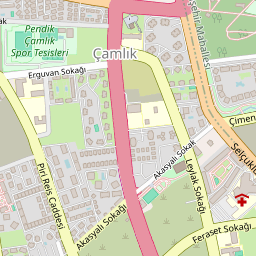 Pendik
Çamlık
Spor Tesisleri
Çamlık
Erguvan Sokağı
şehir Mahallesi
Çimen
Selçuklu
Leylak Sokağı
Akasyalı Sokak
Piri Reis Caddesi
Akasyalı Sokağı
Feraset Sokağı